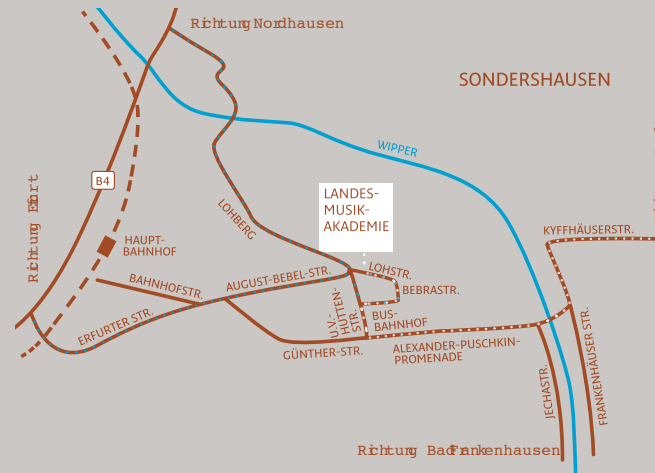 Richtung Nordhausen
SONDERSHAUSEN
WIPPER
B4
LANDES-
MUSIK-
AKADEMIE
Richtung Erfurt
LOHBERG
KYFFHÄUSERSTR.
HAUPT-
BAHNHOF
LOHSTR.
AUGUST-BEBEL-STR.
BAHNHOFSTR.
BEBRASTR.
U.V.-
HUTTEN-
STR.
BUS-
BAHNHOF
ERFURTER STR.
GÜNTHER-STR.
ALEXANDER-PUSCHKIN-
PROMENADE
JECHASTR.
FRANKENHÄUSER STR.
Richtung Bad Frankenhausen